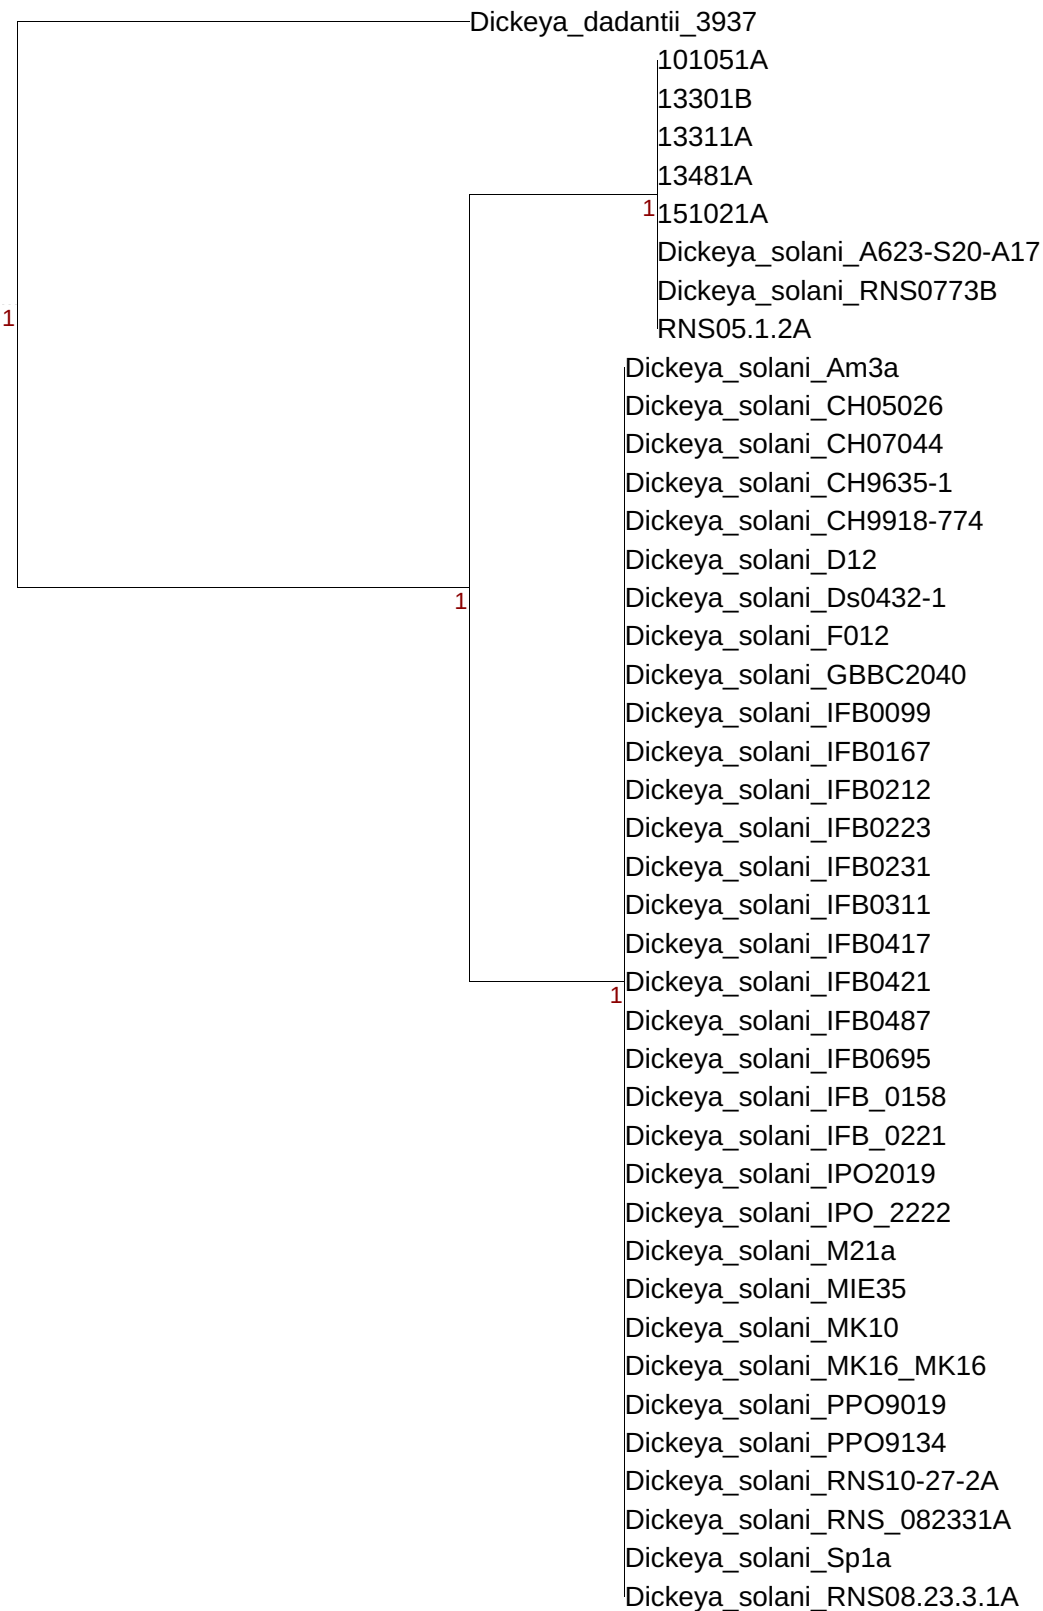 Dickeya_dadantii_3937
101051A
13301B
13311A
13481A
1
151021A
Dickeya_solani_A623-S20-A17
Dickeya_solani_RNS0773B
1
RNS05.1.2A
Dickeya_solani_Am3a
Dickeya_solani_CH05026
Dickeya_solani_CH07044
Dickeya_solani_CH9635-1
Dickeya_solani_CH9918-774
Dickeya_solani_D12
1
Dickeya_solani_Ds0432-1
Dickeya_solani_F012
Dickeya_solani_GBBC2040
Dickeya_solani_IFB0099
Dickeya_solani_IFB0167
Dickeya_solani_IFB0212
Dickeya_solani_IFB0223
Dickeya_solani_IFB0231
Dickeya_solani_IFB0311
Dickeya_solani_IFB0417
Dickeya_solani_IFB0421
1
Dickeya_solani_IFB0487
Dickeya_solani_IFB0695
Dickeya_solani_IFB_0158
Dickeya_solani_IFB_0221
Dickeya_solani_IPO2019
Dickeya_solani_IPO_2222
Dickeya_solani_M21a
Dickeya_solani_MIE35
Dickeya_solani_MK10
Dickeya_solani_MK16_MK16
Dickeya_solani_PPO9019
Dickeya_solani_PPO9134
Dickeya_solani_RNS10-27-2A
Dickeya_solani_RNS_082331A
Dickeya_solani_Sp1a
Dickeya_solani_RNS08.23.3.1A